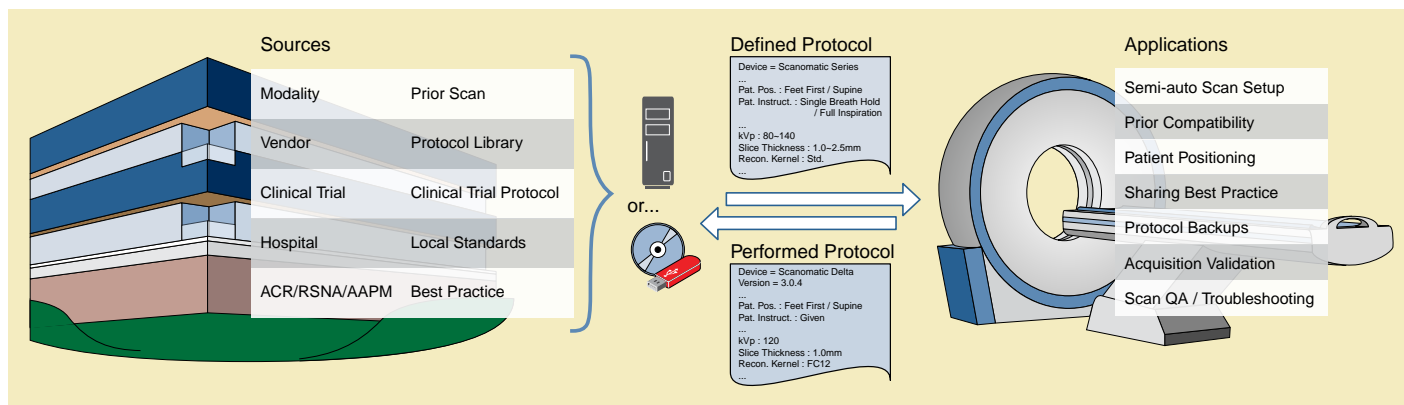 Sources
Modality Prior Scan
Vendor Protocol Library
Clinical Trial Clinical Trial Protocol
Hospital Local Standards
ACR/RSNA/AAPM Best Practice
or...
Defined Protocol
Device = Scanomatic Series
...
Pat. Pos. : Feet First / Supine
Pat. Instruct. : Single Breath Hold
/ Full Inspiration
...
kVp : 80~140
Slice Thickness : 1.0~2.5mm
Recon. Kernel : Std.
...
Performed Protocol
Device = Scanomatic Delta
Version = 3.0.4
...
Pat. Pos. : Feet First / Supine
Pat. Instruct. : Given
...
kVp : 120
Slice Thickness : 1.0mm
Recon. Kernel : FC12
...
Applications
Semi-auto Scan Setup
Prior Compatibility
Patient Positioning
Sharing Best Practice
Protocol Backups
Acquisition Validation
Scan QA / Troubleshooting